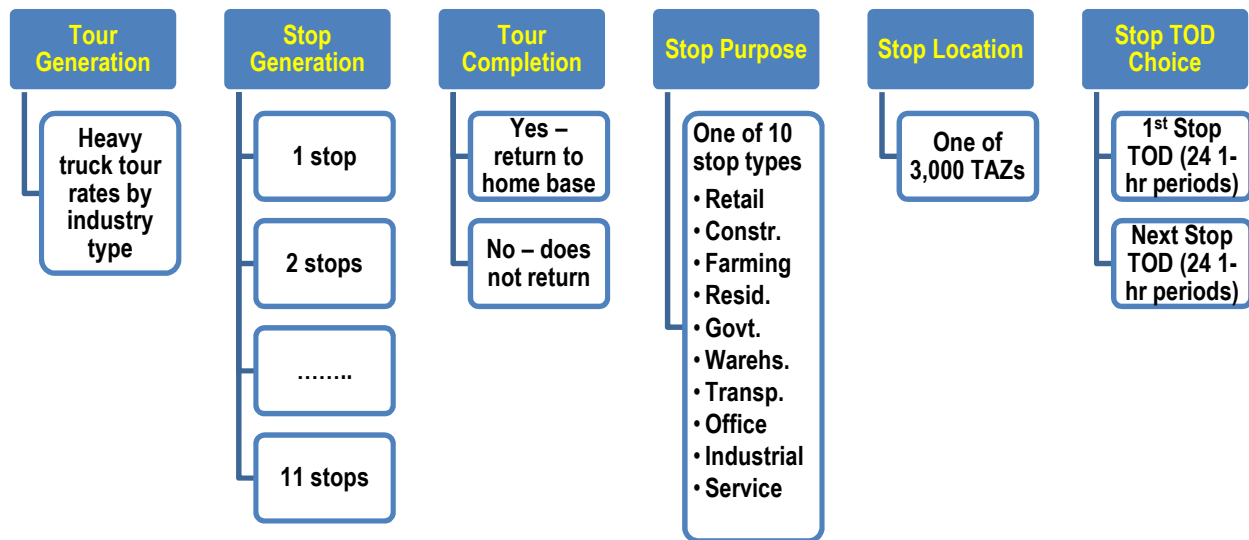 Tour
Generation
Heavy
truck tour
rates by
industry
type
Stop
Generation
1 stop
2 stops
……..
11 stops
Tour
Completion
Yes –
return to
home base
No – does
not return
Stop Purpose
One of 10
stop types
• Retail
• Constr.
• Farming
• Resid.
• Govt.
• Warehs.
• Transp.
• Office
• Industrial
• Service
Stop Location
One of
3,000 TAZs
Stop TOD
Choice
1st Stop
TOD (24 1-
hr periods)
Next Stop
TOD (24 1-
hr periods)